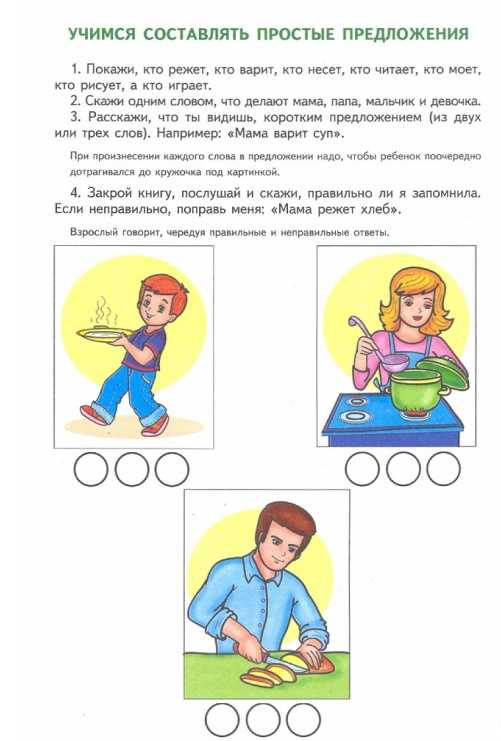 УЧИМСЯ СОСТАВЛЯТЬ ПРОСТЫЕ ПРЕДЛОЖЕНИЯ
1. Покажи, кто режет, кто варит, кто несет, кто читает, кто моет,
кто рисует, а кто играет.
2. Скажи одним словом, что делают мама, папа, мальчик и девочка.
3. Расскажи, что ты видишь, коротким предложением (из двух
или трех слов). Например: «Мама варит суп».
При произнесении каждого слова в предложении надо, чтобы ребенок поочередно
дотрагивался до кружочка под картинкой.
4. Закрой книгу, послушай и скажи, правильно ли я запомнила.
Если неправильно, поправь меня: «Мама режет хлеб».
Взрослый говорит, чередуя правильные и неправильные ответы.